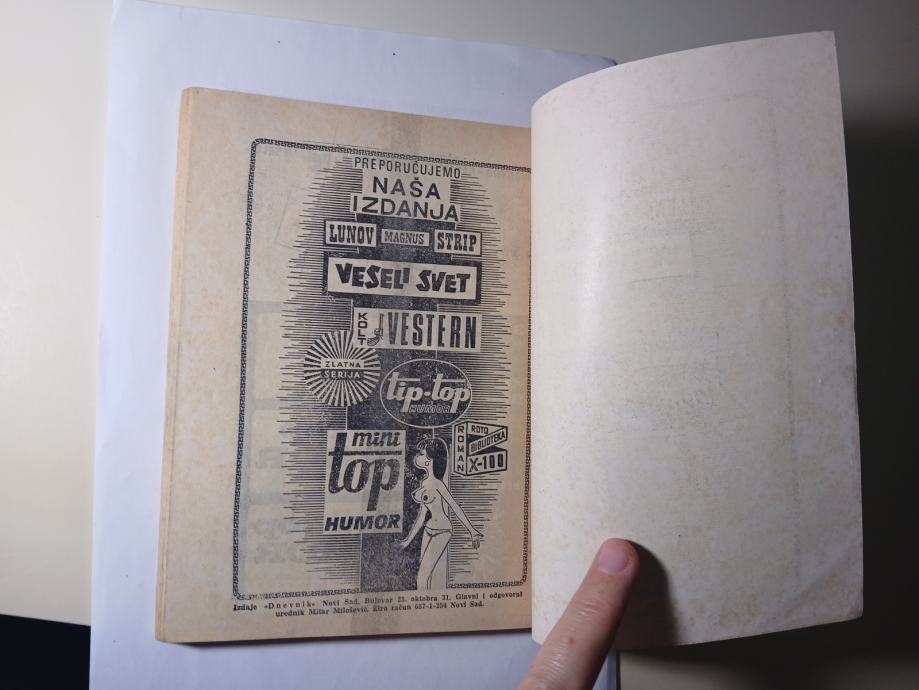 PREPORUČUJEMO
NAŠA
IZDANJA
LUNOV MAGNUS STRIP
VESELI SVET
KOLT VESTERN
ZLATNA
SERIJA
tip-top
HUMOR
ROMAN
ROTO
BIBLIOTEKA
X-100
mini
top
HUMOR
Izdaje «Dnevnik» Novi Sad, Bulevar 23. oktobra 31. Glavni i odgovorni
urednik Mitar Milošević. Žiro račun 657-1-254 Novi Sad.